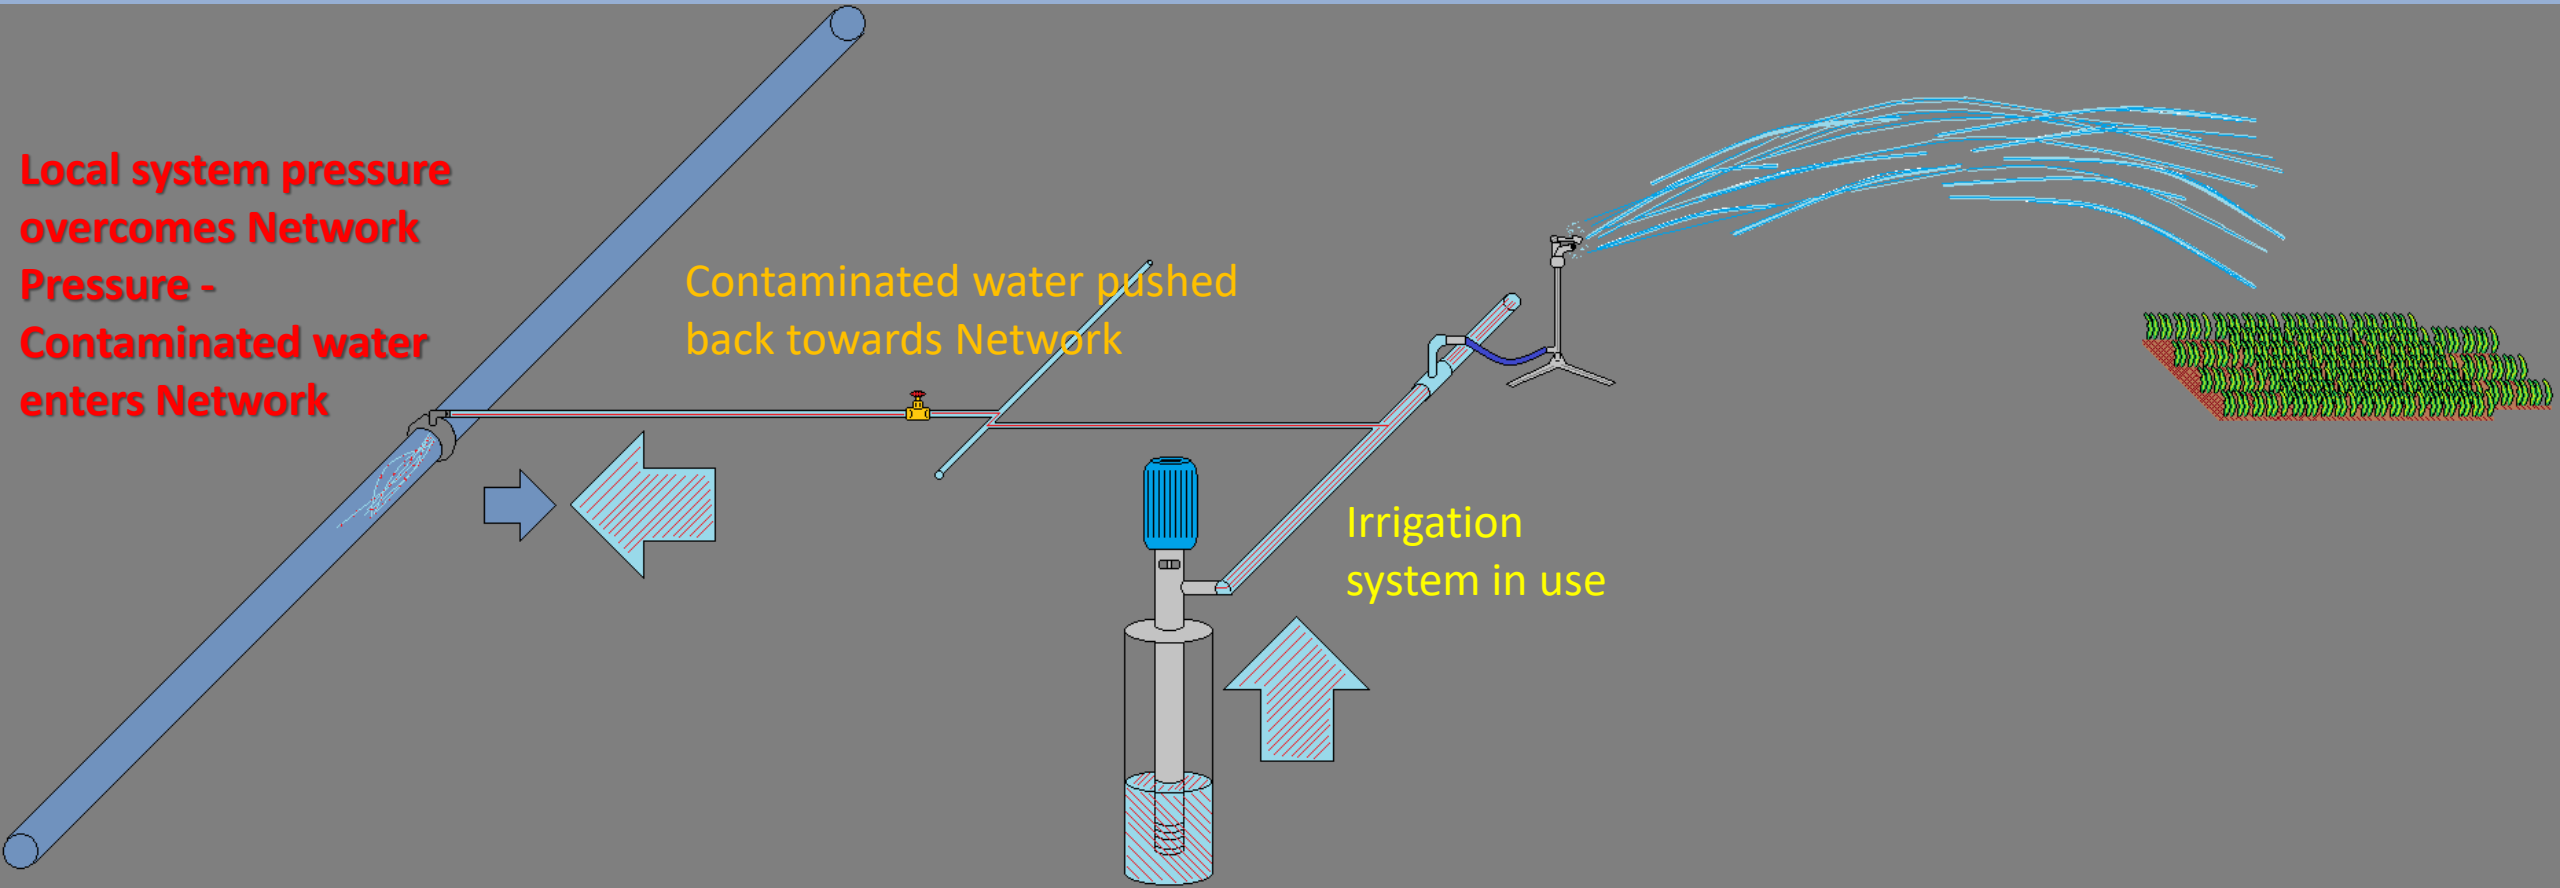 Local system pressure
overcomes Network
Pressure -
Contaminated water
enters Network
Contaminated water pushed
back towards Network
Irrigation
system in use